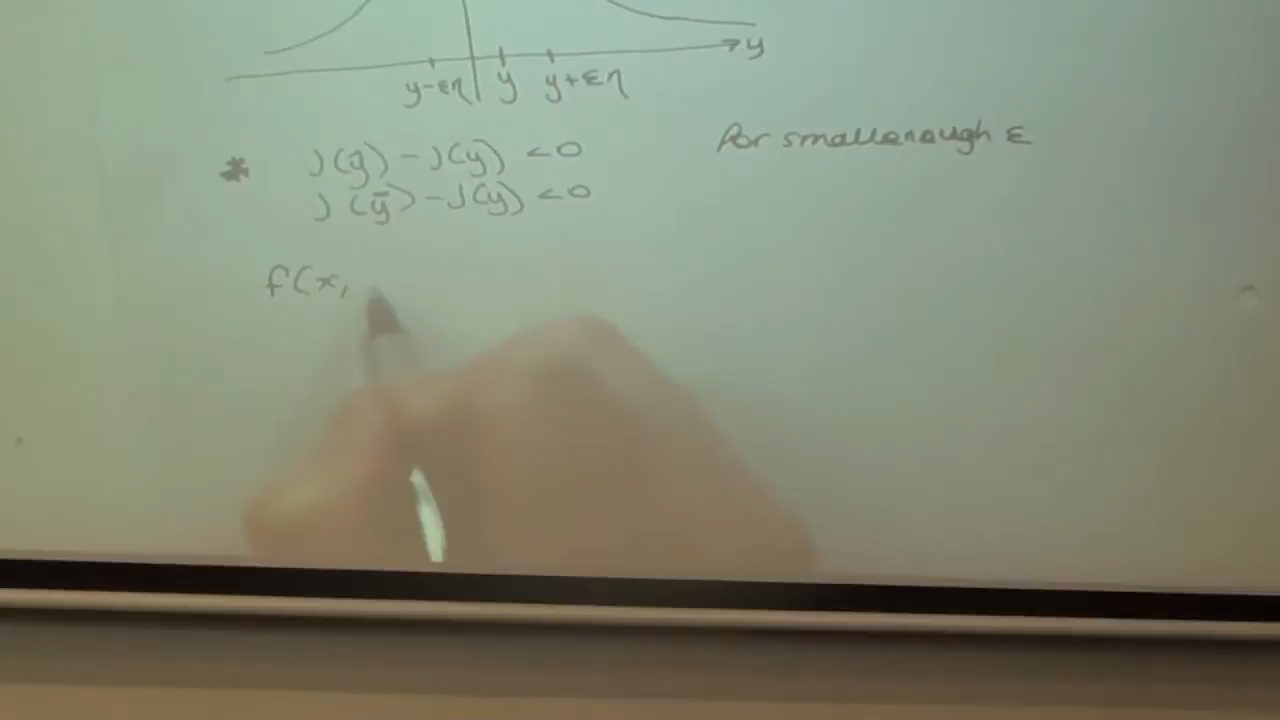 y
y-εη y y+εη
* J(ŷ) - J(y) <0 for small enough ε
J(ȳ) - J(y) <0
f(x,